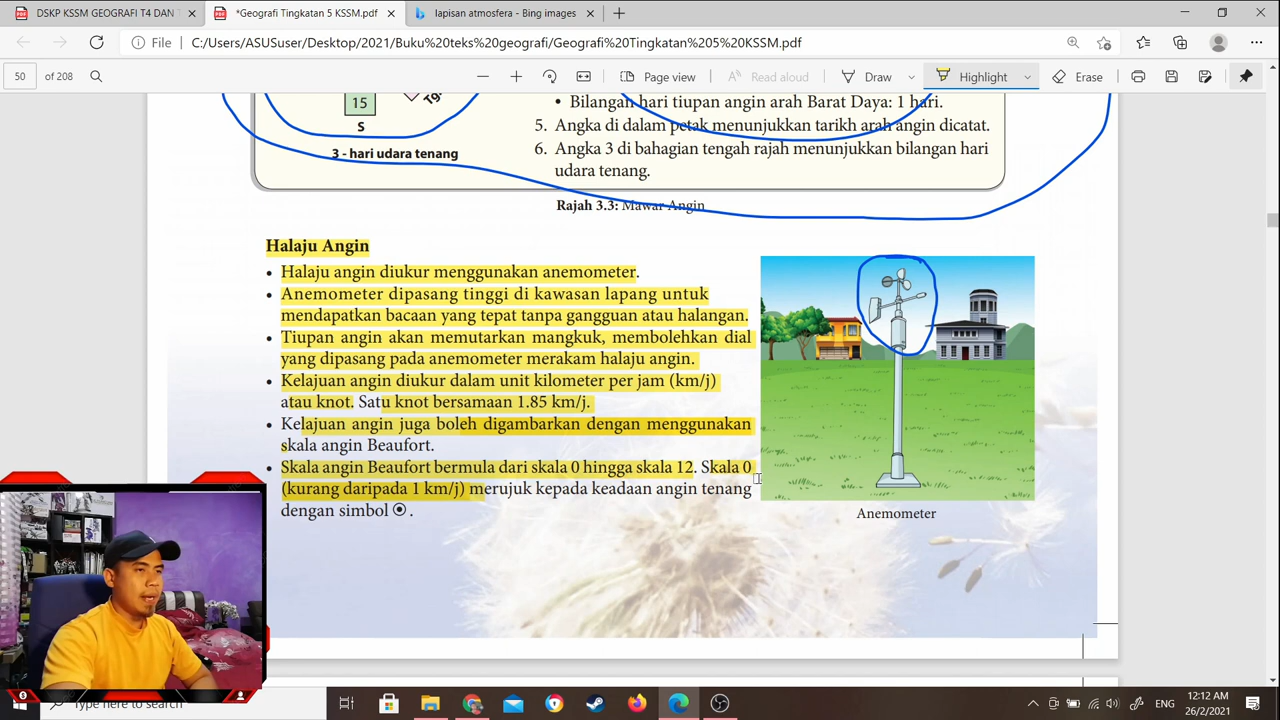 DSKP KSSM GEOGRAFI T4 DAN
*Geografi Tingkatan 5 KSSM.pdf
lapisan atmosfera - Bing images
File
C:/Users/ASUSuser/Desktop/2021/Buku%20teks%20geografi/Geografi%20Tingkatan%205%20KSSM.pdf
50 of 208
Page view
Read aloud
Draw
Highlight
Erase
15
S
3 - hari udara tenang
• Bilangan hari tiupan angin arah Barat Daya: 1 hari.
5. Angka di dalam petak menunjukkan tarikh arah angin dicatat.
6. Angka 3 di bahagian tengah rajah menunjukkan bilangan hari
udara tenang.
Rajah 3.3: Mawar Angin
Halaju Angin
• Halaju angin diukur menggunakan anemometer.
• Anemometer dipasang tinggi di kawasan lapang untuk
mendapatkan bacaan yang tepat tanpa gangguan atau halangan.
• Tiupan angin akan memutarkan mangkuk, membolehkan dial
yang dipasang pada anemometer merakam halaju angin.
• Kelajuan angin diukur dalam unit kilometer per jam (km/j)
atau knot. Satu knot bersamaan 1.85 km/j.
• Kelajuan angin juga boleh digambarkan dengan menggunakan
skala angin Beaufort.
• Skala angin Beaufort bermula dari skala 0 hingga skala 12. Skala 0
(kurang daripada 1 km/j) merujuk kepada keadaan angin tenang
dengan simbol ⦿.
Anemometer
Type here to search
ENG
12:12 AM
26/2/2021